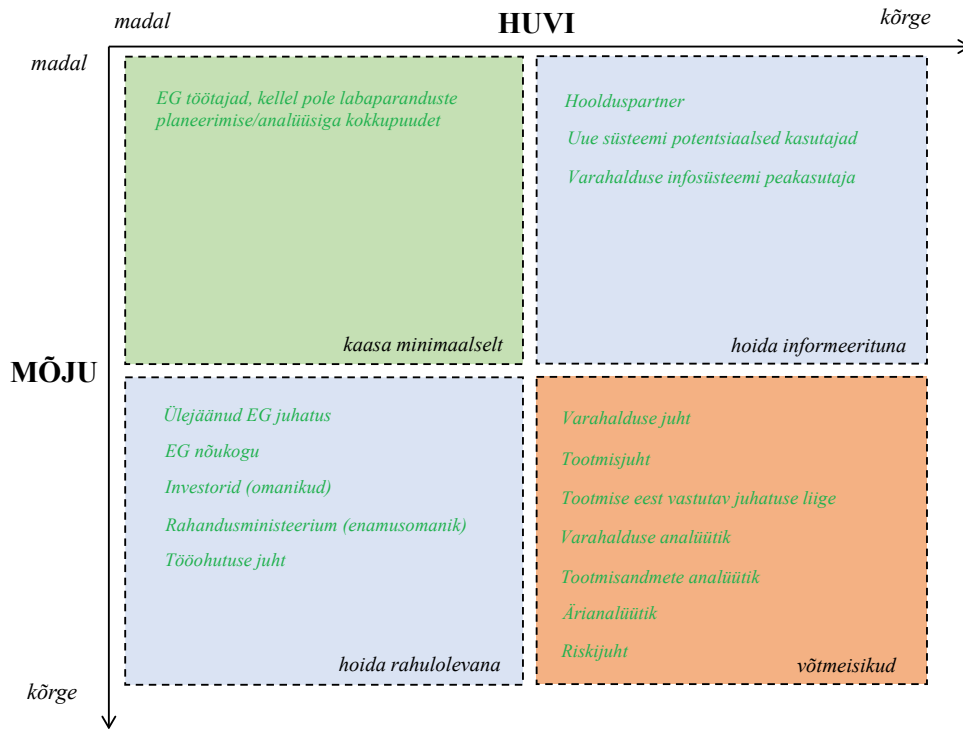 madal
HUVI
kõrge
madal
EG töötajad, kellel pole labaparanduste
planeerimise/analüüsiga kokkupuudet
kaasa minimaalselt
Hoolduspartner
Uue süsteemi potentsiaalsed kasutajad
Varahalduse infosüsteemi peakasutaja
hoida informeerituna
MÕJU
Ülejäänud EG juhatus
EG nõukogu
Investorid (omanikud)
Rahandusministeerium (enamusomanik)
Tööohutuse juht
hoida rahulolevana
Varahalduse juht
Tootmisjuht
Tootmise eest vastutav juhatuse liige
Varahalduse analüütik
Tootmisandmete analüütik
Ärianalüütik
Riskijuht
võtmeisikud
kõrge